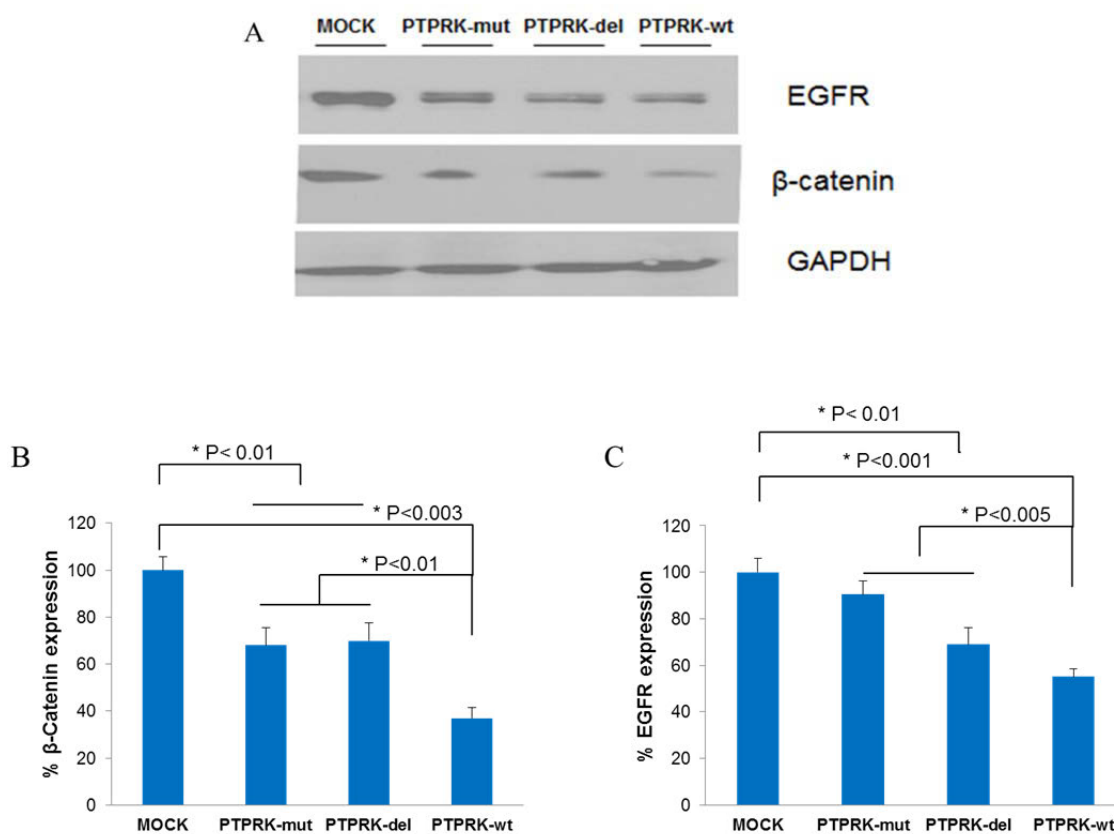 A
MOCK PTPRK-mut PTPRK-del PTPRK-wt
EGFR
β-catenin
GAPDH
B
* P< 0.01
* P<0.003
* P<0.01
% β-Catenin expression
120
100
80
60
40
20
0
MOCK PTPRK-mut PTPRK-del PTPRK-wt
C
* P< 0.01
* P<0.001
* P<0.005
% EGFR expression
120
100
80
60
40
20
0
MOCK PTPRK-mut PTPRK-del PTPRK-wt